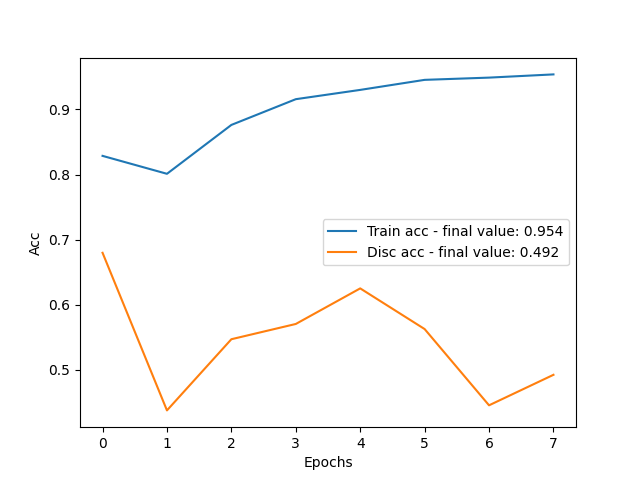 0.9
0.8
0.7
0.6
0.5
Acc
Train acc - final value: 0.954
Disc acc - final value: 0.492
0 1 2 3 4 5 6 7
Epochs